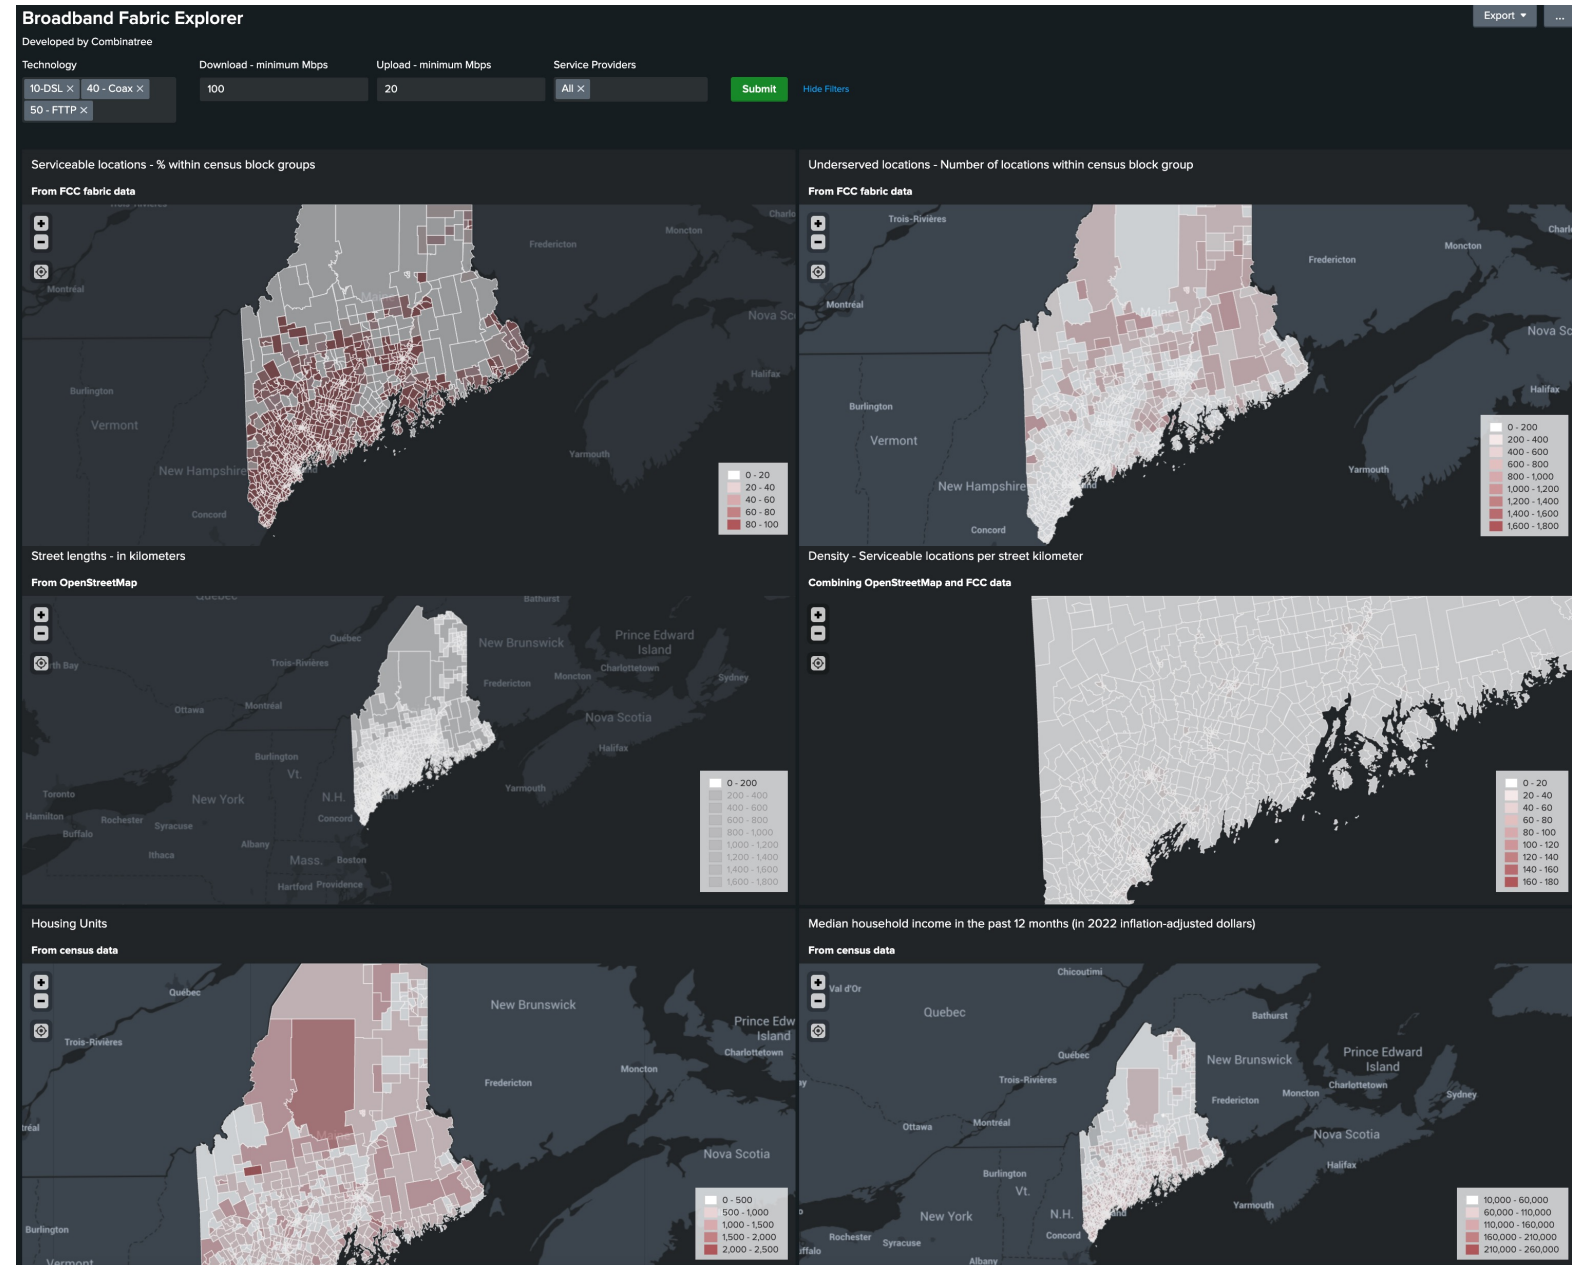 Broadband Fabric Explorer
Export ▾
...
Developed by Combinatree
Technology
Download - minimum Mbps
Upload - minimum Mbps
Service Providers
10-DSL ×
40 - Coax ×
50 - FTTP ×
100
20
All ×
Submit
Hide Filters
Serviceable locations - % within census block groups
From FCC fabric data
Trois-Rivières
Fredericton
Moncton
Montréal
Maine
Burlington
Halifax
Vermont
Yarmouth
New Hampshire
Concord
0 - 20
20 - 40
40 - 60
60 - 80
80 - 100
Underserved locations - Number of locations within census block group
From FCC fabric data
Trois-Rivières
Moncton
Fredericton
Montréal
Maine
Halifax
Burlington
Vermont
Yarmouth
New Hampshire
Concord
0 - 200
200 - 400
400 - 600
600 - 800
800 - 1,000
1,000 - 1,200
1,200 - 1,400
1,400 - 1,600
1,600 - 1,800
Street lengths - in kilometers
From OpenStreetMap
Quebec
Bathurst
Québec
New Brunswick
Prince Edward
Island
th Bay
Trois-Rivières
Charlottetown
Moncton
Fredericton
Sydney
Ottawa
Montréal
Nova Scotia
Halifax
Burlington
Vt.
Yarmouth
Toronto
New York
N.H.
Hamilton
Rochester
Syracuse
Concord
Buffalo
Albany
Ithaca
Mass.
Boston
Hartford
Providence
0 - 200
200 - 400
400 - 600
600 - 800
800 - 1,000
1,000 - 1,200
1,200 - 1,400
1,400 - 1,600
1,600 - 1,800
Density - Serviceable locations per street kilometer
Combining OpenStreetMap and FCC data
0 - 20
20 - 40
40 - 60
60 - 80
80 - 100
100 - 120
120 - 140
140 - 160
160 - 180
Housing Units
From census data
Québec
New Brunswick
Prince Edw
Island
Trois-Rivières
Charlottetown
Moncton
Fredericton
tréal
Maine
Nova Scotia
Burlington
Vermont
0 - 500
500 - 1,000
1,000 - 1,500
1,500 - 2,000
2,000 - 2,500
Median household income in the past 12 months (in 2022 inflation-adjusted dollars)
From census data
Chicoutimi
Val d'Or
Quebec
Bathurst
Québec
New Brunswick
Prince Edward
Island
Trois-Rivières
Charlottetown
Moncton
Fredericton
Sydney
Ottawa
Montréal
Nova Scotia
Halifax
Burlington
Vt.
Yarmouth
New York
N.H.
Rochester
Syracuse
Concord
uffalo
Albany
10,000 - 60,000
60,000 - 110,000
110,000 - 160,000
160,000 - 210,000
210,000 - 260,000